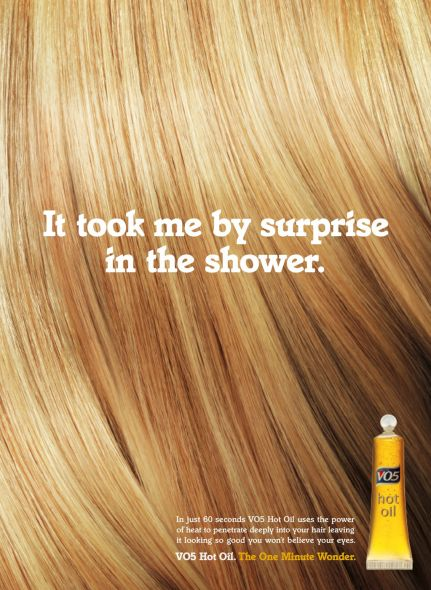 It took me by surprise
in the shower.
VO5
hot
oil
In just 60 seconds VO5 Hot Oil uses the power
of heat to penetrate deeply into your hair leaving
it looking so good you won't believe your eyes.
VO5 Hot Oil. The One Minute Wonder.